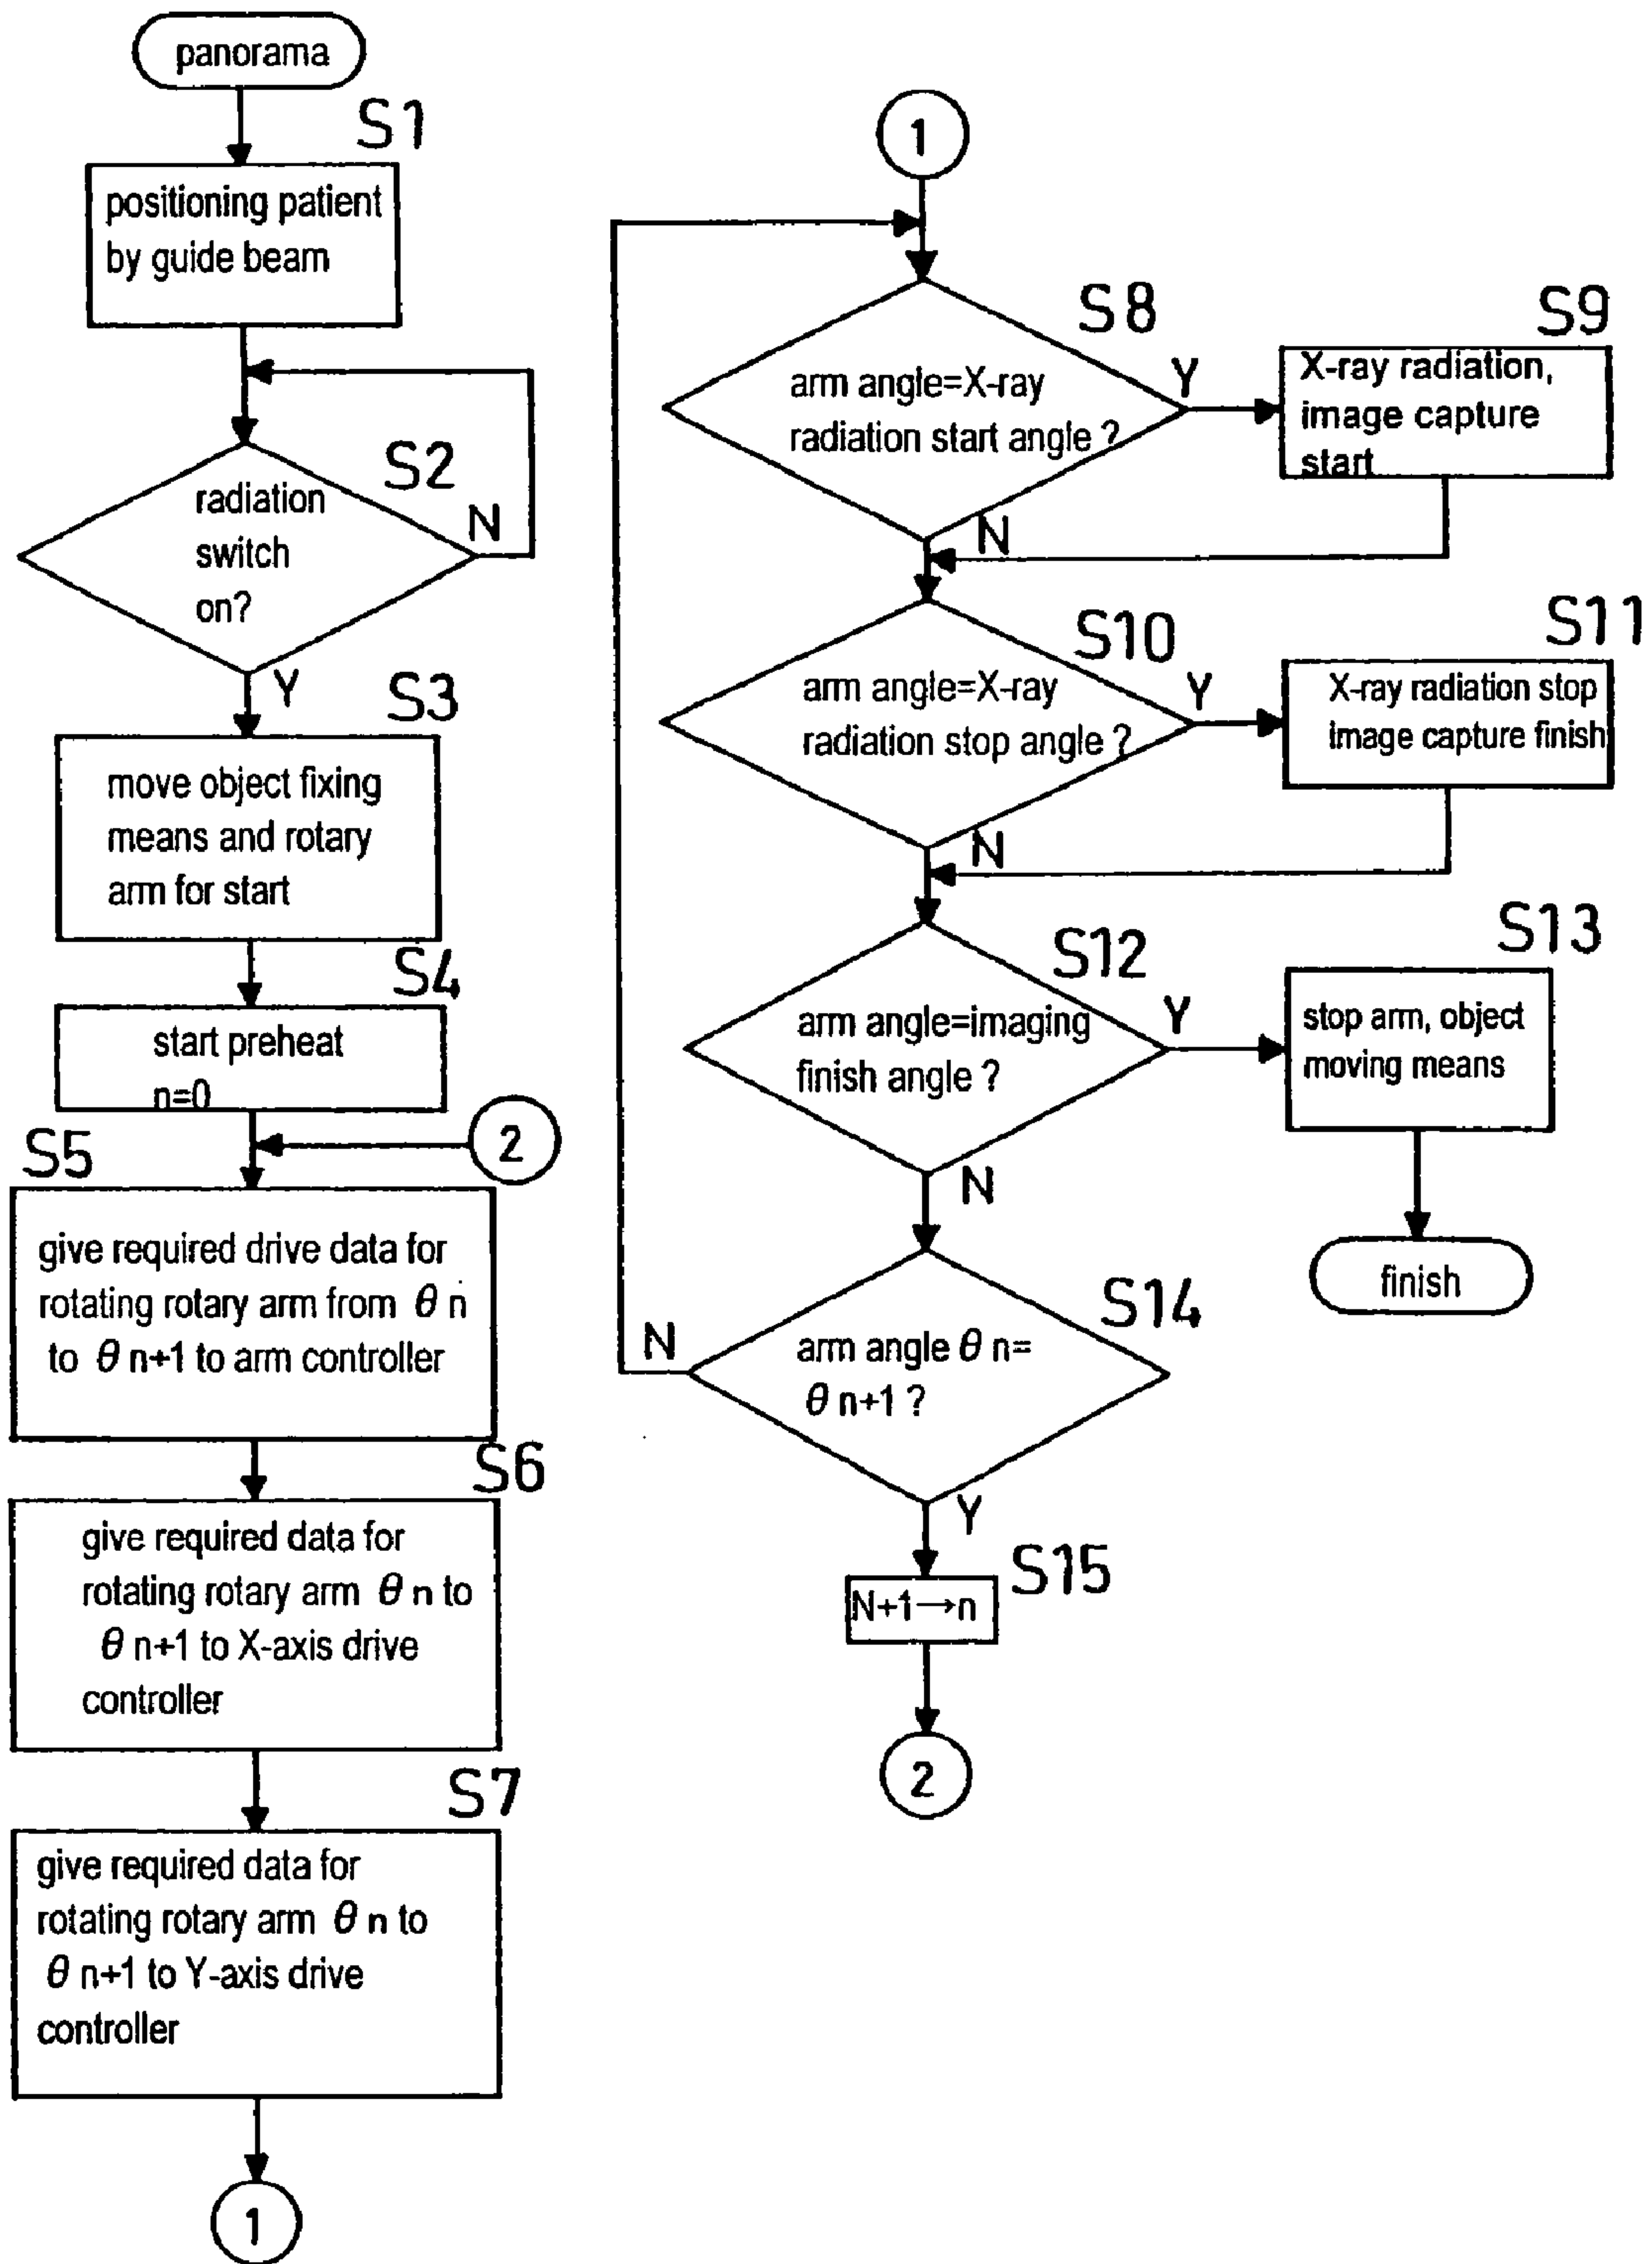 panorama
S1
positioning patient
by guide beam
S2
radiation
switch
on?
N
Y
S3
move object fixing
means and rotary
arm for start
S4
start preheat
n=0
2
S5
give required drive data for
rotating rotary arm from θ n
to θ n+1 to arm controller
S6
give required data for
rotating rotary arm θ n to
θ n+1 to X-axis drive
controller
S7
give required data for
rotating rotary arm θ n to
θ n+1 to Y-axis drive
controller
1
1
S8
arm angle=X-ray
radiation start angle ?
Y
N
S9
X-ray radiation,
image capture
start
S10
arm angle=X-ray
radiation stop angle ?
Y
N
S11
X-ray radiation stop
image capture finish
S12
arm angle=imaging
finish angle ?
Y
N
S13
stop arm, object
moving means
finish
S14
arm angle θ n=
θ n+1 ?
N
Y
S15
N+1→n
2